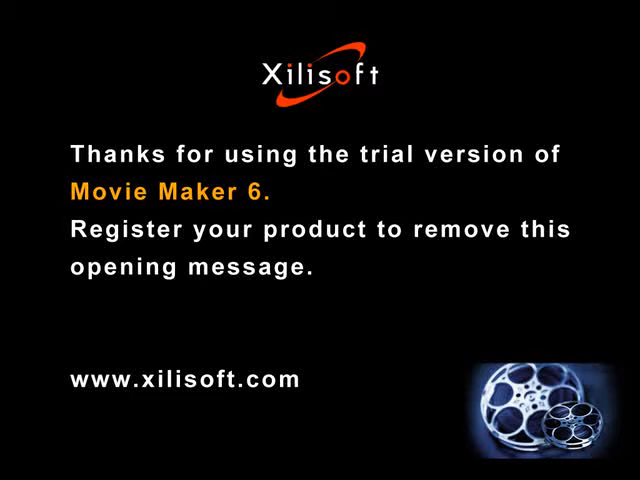 Xilisoft
Thanks for using the trial version of
Movie Maker 6.
Register your product to remove this
opening message.
www.xilisoft.com